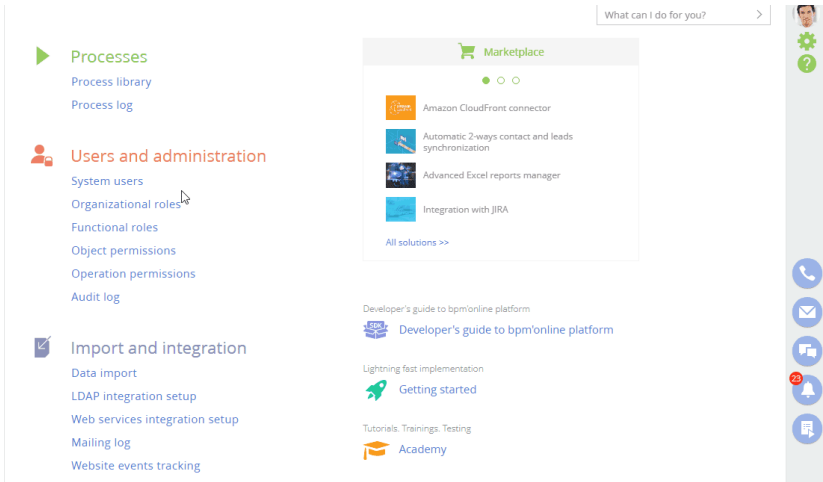 What can I do for you?
Processes
Process library
Process log
Users and administration
System users
Organizational roles
Functional roles
Object permissions
Operation permissions
Audit log
Import and integration
Data import
LDAP integration setup
Web services integration setup
Mailing log
Website events tracking
Marketplace
Amazon CloudFront connector
Automatic 2-ways contact and leads
synchronization
Advanced Excel reports manager
Integration with JIRA
All solutions >>
Developer's guide to bpm'online platform
SDK
Developer's guide to bpm'online platform
Lightning fast implementation
Getting started
Tutorials. Trainings. Testing
Academy
23